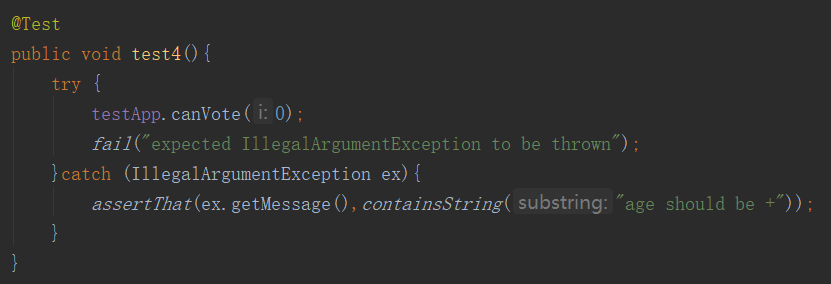 @Test
public void test4(){
try {
testApp.canVote( i: 0);
fail("expected IllegalArgumentException to be thrown");
}catch (IllegalArgumentException ex){
assertThat(ex.getMessage(),containsString( substring: "age should be +"));
}
}